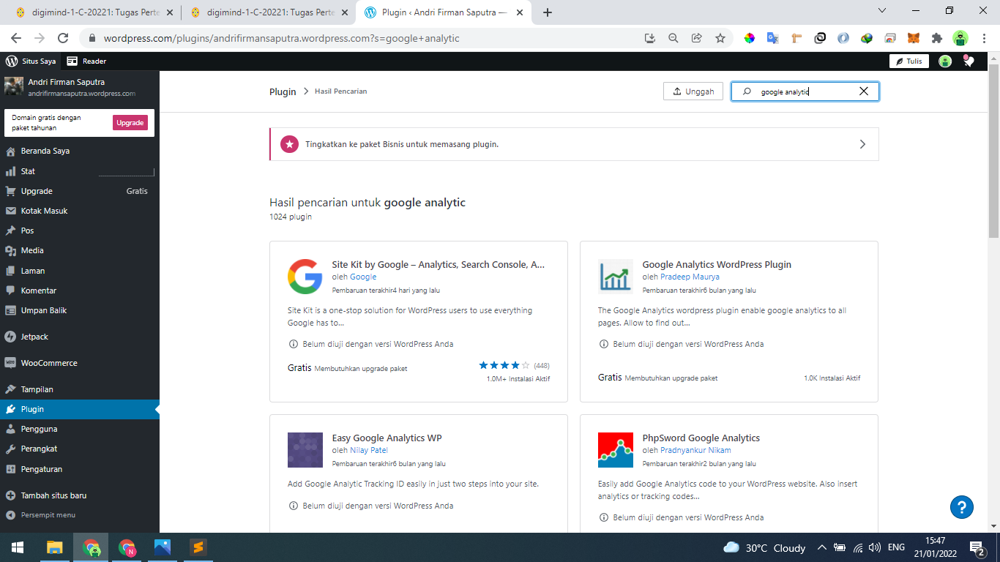 digimind-1-C-20221: Tugas Perte
digimind-1-C-20221: Tugas Perte
Plugin ‹ Andri Firman Saputra —
wordpress.com/plugins/andrifirmansaputra.wordpress.com?s=google+analytic
Situs Saya
Reader
Tulis
Andri Firman Saputra
andrifirmansaputra.wordpress.com
Domain gratis dengan
paket tahunan
Upgrade
Beranda Saya
Stat
Upgrade
Gratis
Kotak Masuk
Pos
Media
Laman
Komentar
Umpan Balik
Jetpack
WooCommerce
Tampilan
Plugin
Pengguna
Perangkat
Pengaturan
Tambah situs baru
Persempit menu
Plugin
Hasil Pencarian
Unggah
google analytic
Tingkatkan ke paket Bisnis untuk memasang plugin.
Hasil pencarian untuk google analytic
1024 plugin
Site Kit by Google – Analytics, Search Console, A...
oleh Google
Pembaruan terakhir4 hari yang lalu
Site Kit is a one-stop solution for WordPress users to use everything
Google has to...
Belum diuji dengan versi WordPress Anda
Gratis Membutuhkan upgrade paket
(448)
1.0M+ Instalasi Aktif
Google Analytics WordPress Plugin
oleh Pradeep Maurya
Pembaruan terakhir6 bulan yang lalu
The Google Analytics wordpress plugin enable google analytics to all
pages. Allow to find out...
Belum diuji dengan versi WordPress Anda
Gratis Membutuhkan upgrade paket
1.0K Instalasi Aktif
Easy Google Analytics WP
oleh Nilay Patel
Pembaruan terakhir6 bulan yang lalu
Add Google Analytic Tracking ID easily in just two steps into your site.
Belum diuji dengan versi WordPress Anda
PhpSword Google Analytics
oleh Pradnyankur Nikam
Pembaruan terakhir2 bulan yang lalu
Easily add Google Analytics code to your WordPress website. Also insert
analytics or tracking codes...
Belum diuji dengan versi WordPress Anda
?
30°C Cloudy
ENG
15:47
21/01/2022
2